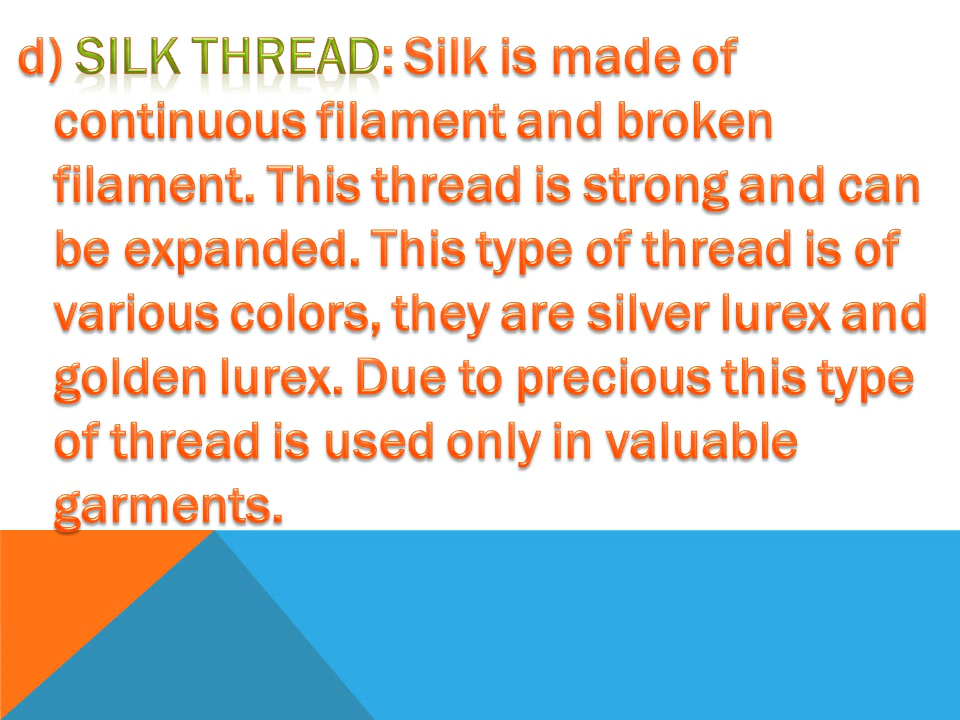 d) SILK THREAD: Silk is made of
continuous filament and broken
filament. This thread is strong and can
be expanded. This type of thread is of
various colors, they are silver lurex and
golden lurex. Due to precious this type
of thread is used only in valuable
garments.